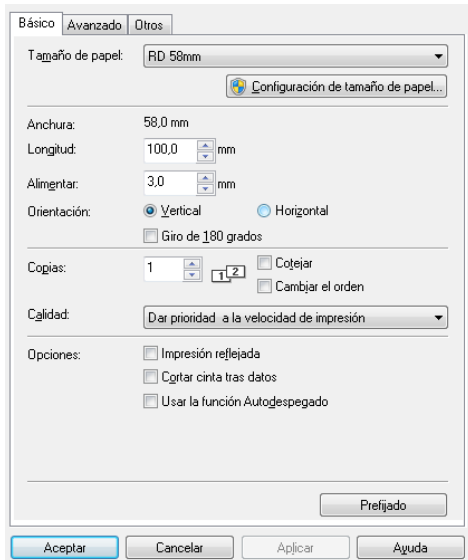 Básico Avanzado Otros
Tamaño de papel: RD 58mm
Configuración de tamaño de papel...
Anchura: 58,0 mm
Longitud: 100,0 mm
Alimentar: 3,0 mm
Orientación: Vertical Horizontal
Giro de 180 grados
Copias: 1 1 2 Cotejar
Cambiar el orden
Calidad: Dar prioridad a la velocidad de impresión
Opciones: Impresión reflejada
Cortar cinta tras datos
Usar la función Autodespegado
Prefijado
Aceptar Cancelar Aplicar Ayuda